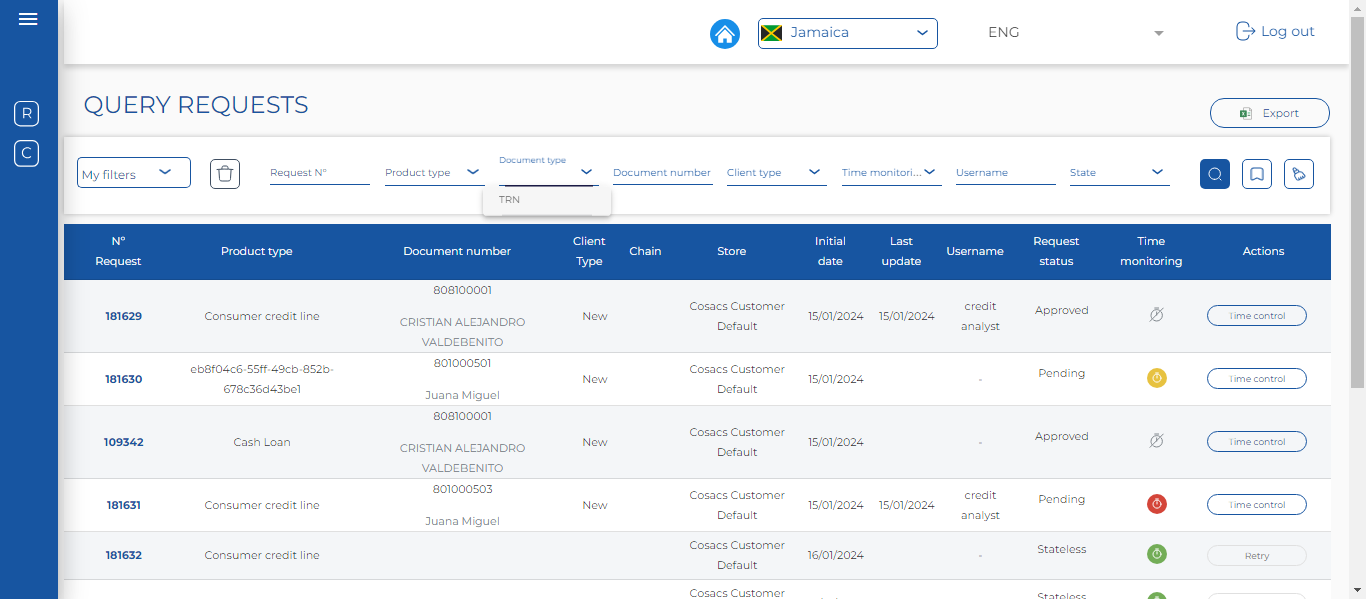 Jamaica
ENG
Log out
R
C
QUERY REQUESTS
Export
My filters
Request N°
Product type
Document type
Document number
Client type
Time monitori...
Username
State
TRN
N° Request
Product type
Document number
Client Type
Chain
Store
Initial date
Last update
Username
Request status
Time monitoring
Actions
181629
Consumer credit line
808100001
CRISTIAN ALEJANDRO
VALDEBENITO
New
Cosacs Customer
Default
15/01/2024
15/01/2024
credit
analyst
Approved
Time control
181630
eb8f04c6-55ff-49cb-852b-
678c36d43be1
801000501
Juana Miguel
New
Cosacs Customer
Default
15/01/2024
-
Pending
Time control
109342
Cash Loan
808100001
CRISTIAN ALEJANDRO
VALDEBENITO
New
Cosacs Customer
Default
15/01/2024
-
Approved
Time control
181631
Consumer credit line
801000503
Juana Miguel
New
Cosacs Customer
Default
15/01/2024
15/01/2024
credit
analyst
Pending
Time control
181632
Consumer credit line
Cosacs Customer
Default
16/01/2024
-
Stateless
Retry
Cosacs Customer
Stateless